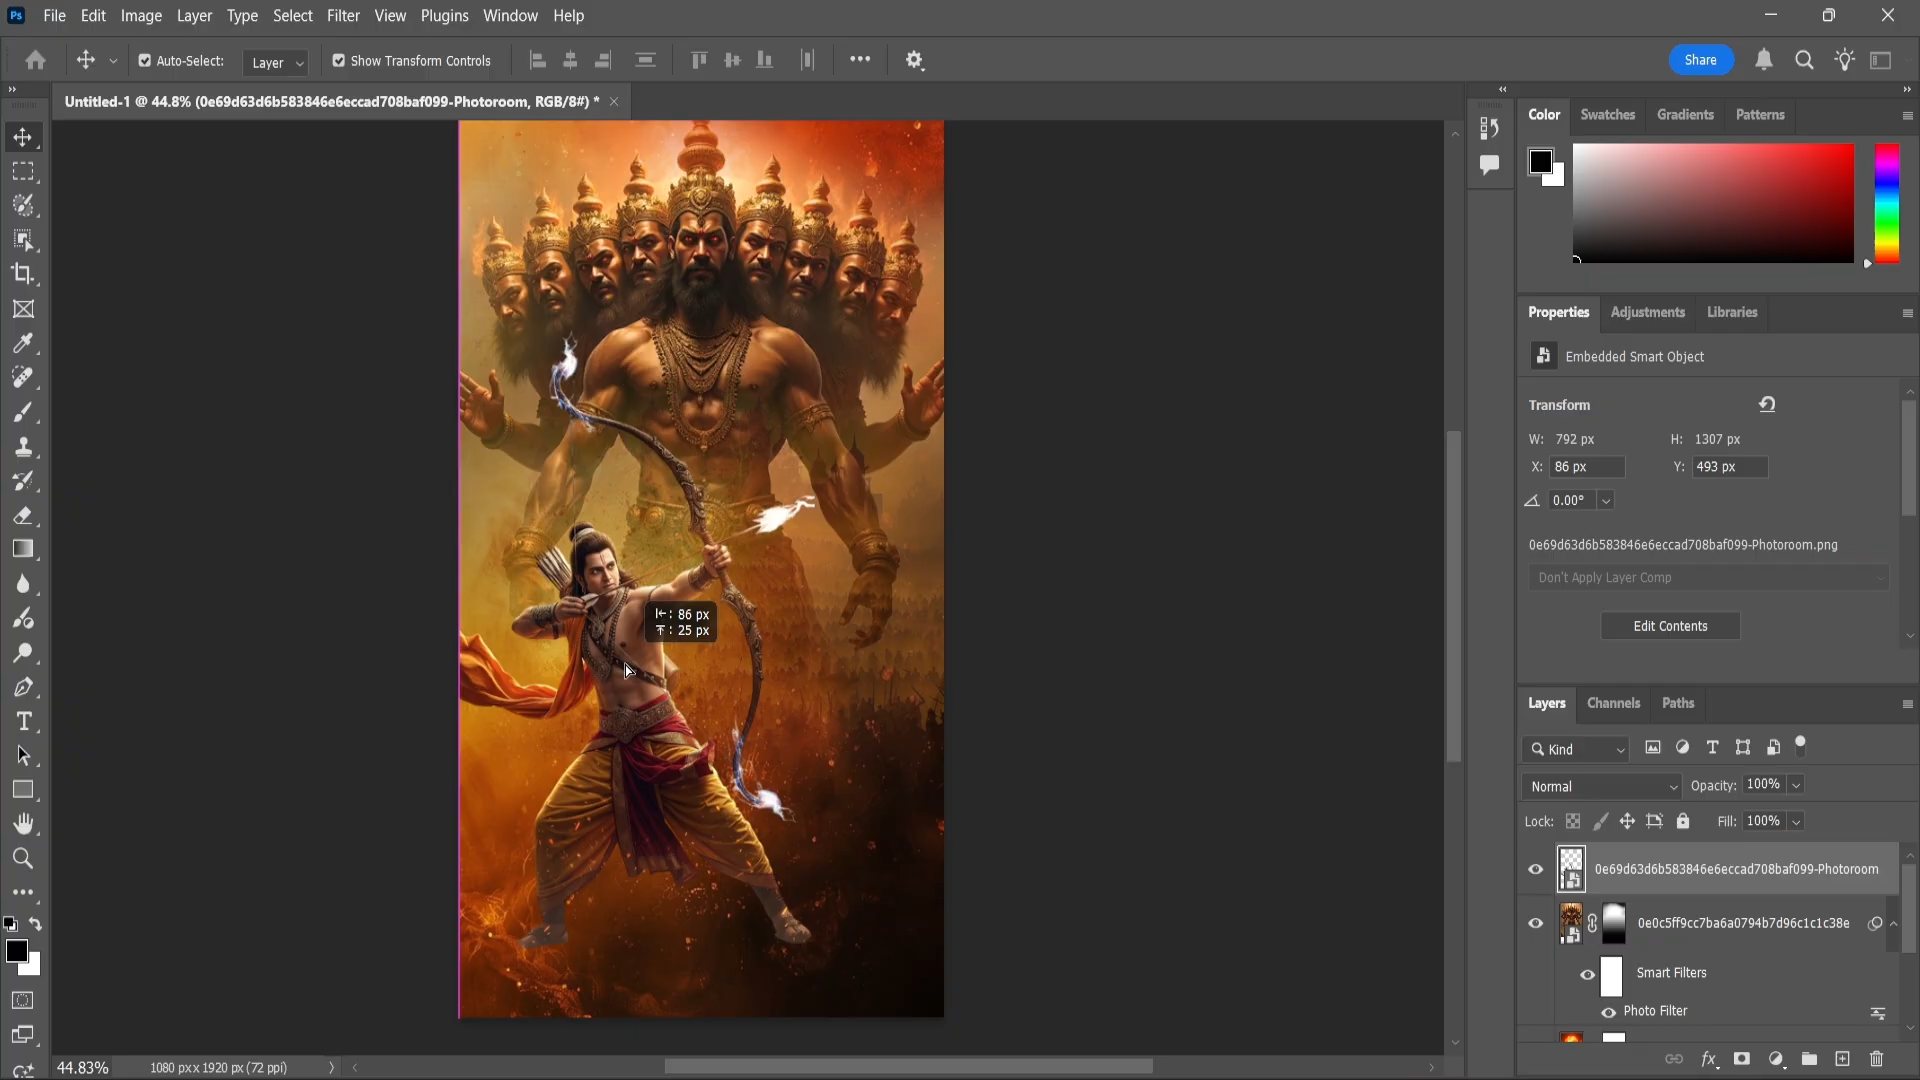 Ps File Edit Image Layer Type Select Filter View Plugins Window Help
Auto-Select: Layer Show Transform Controls Share
Untitled-1 @ 44.8% (0e69d63d6b583846e6eccad708baf099-Photoroom, RGB/8#) *
Color Swatches Gradients Patterns
Properties Adjustments Libraries
Embedded Smart Object
Transform
W: 792 px H: 1307 px
X: 86 px Y: 493 px
0.00°
0e69d63d6b583846e6eccad708baf099-Photoroom.png
Don't Apply Layer Comp
Edit Contents
: 86 px
: 25 px
Layers Channels Paths
Kind
Normal Opacity: 100%
Lock: Fill: 100%
0e69d63d6b583846e6eccad708baf099-Photoroom
0e0c5ff9cc7ba6a0794b7d96c1c1c38e
Smart Filters
Photo Filter
44.83% 1080 px x 1920 px (72 ppi)